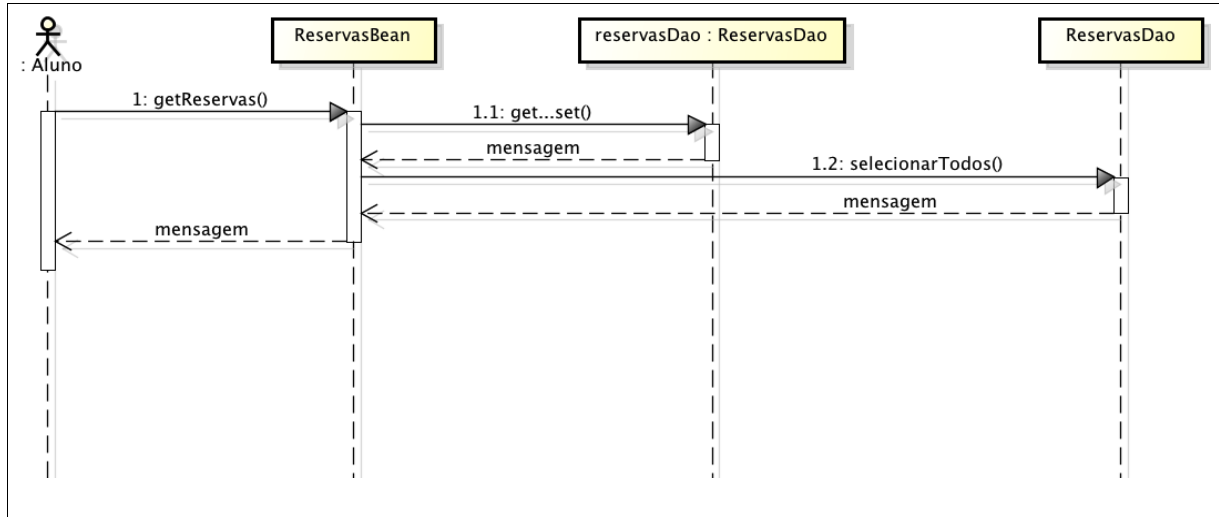 : Aluno
ReservasBean
reservasDao : ReservasDao
ReservasDao
1: getReservas()
1.1: get...set()
mensagem
1.2: selecionarTodos()
mensagem
mensagem